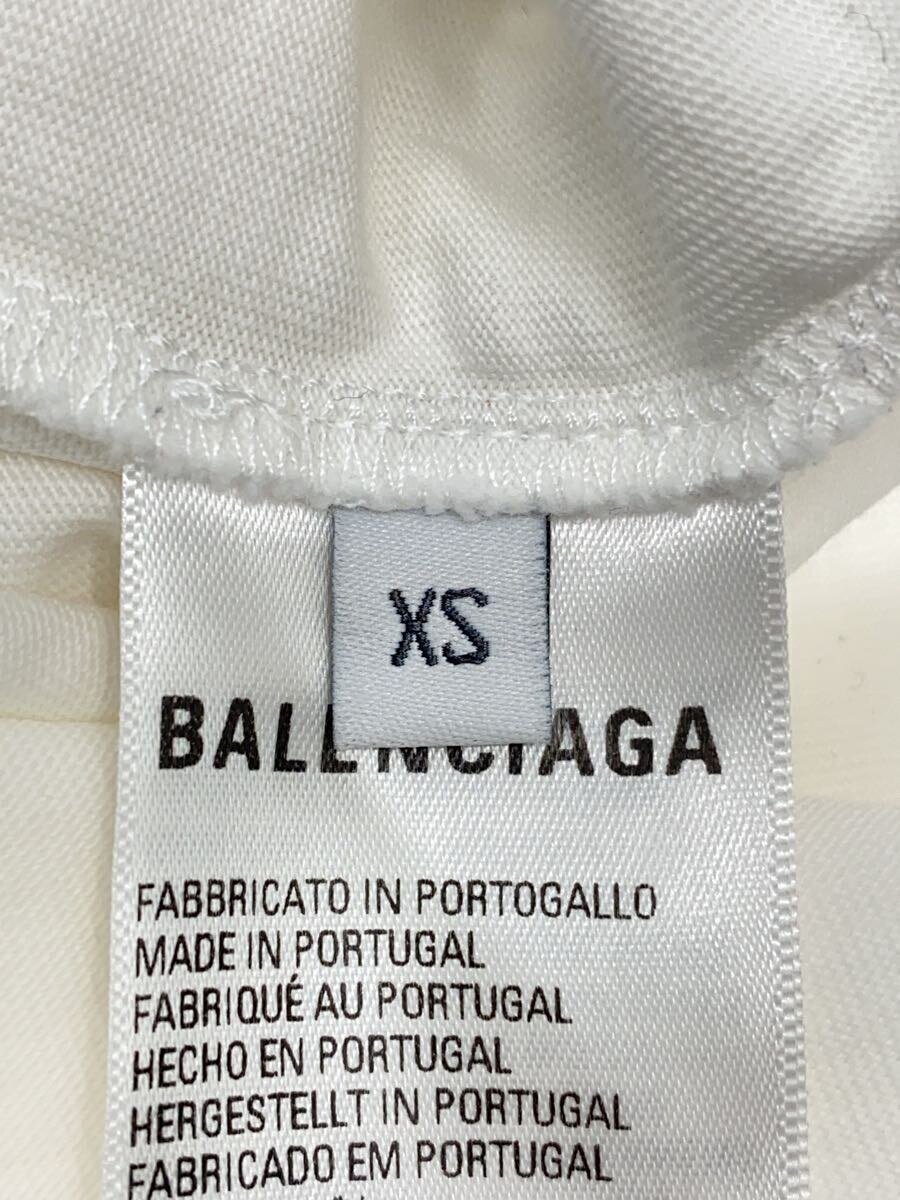 XS
BALENCIAGA
FABBRICATO IN PORTOGALLO
MADE IN PORTUGAL
FABRIQUÉ AU PORTUGAL
HECHO EN PORTUGAL
HERGESTELLT IN PORTUGAL
FABRICADO EM PORTUGAL